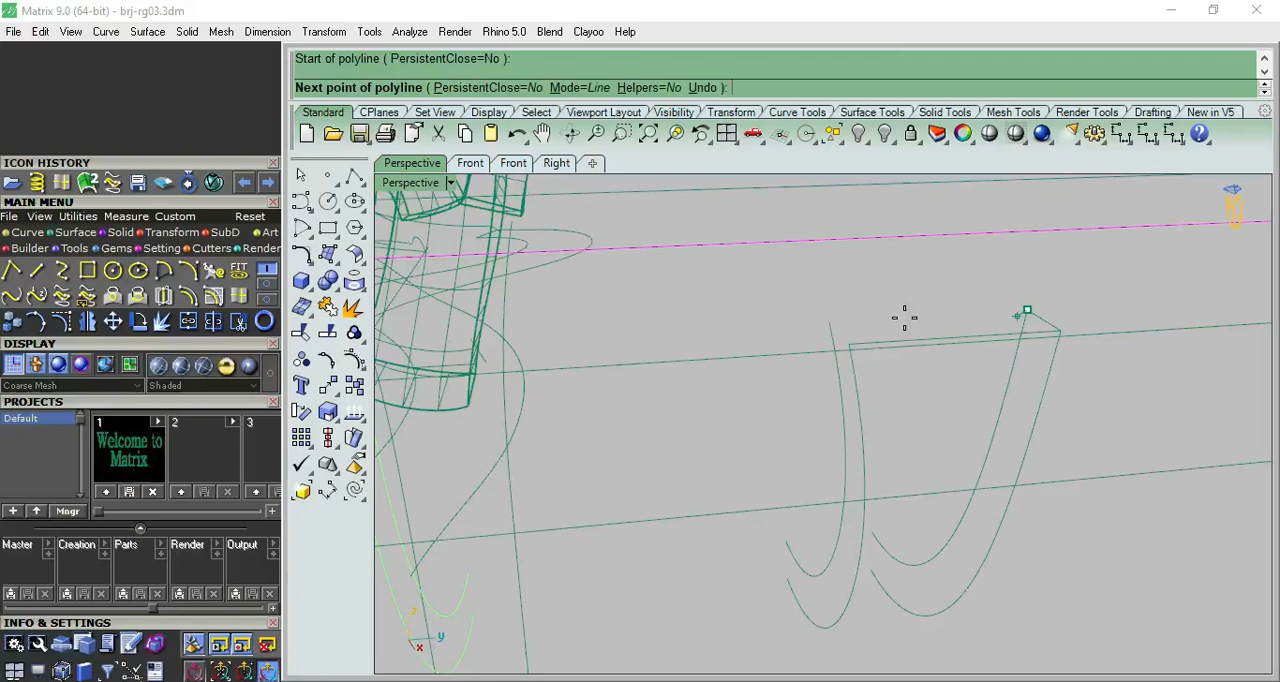 Matrix 9.0 (64-bit) - brj-rg03.3dm
File Edit View Curve Surface Solid Mesh Dimension Transform Tools Analyze Render Rhino 5.0 Blend Clayoo Help
Start of polyline ( PersistentClose=No ):
Next point of polyline ( PersistentClose=No Mode=Line Helpers=No Undo ):
Standard CPlanes Set View Display Select Viewport Layout Visibility Transform Curve Tools Surface Tools Solid Tools Mesh Tools Render Tools Drafting New in V5
ICON HISTORY
Perspective Front Front Right
Perspective
MAIN MENU
File View Utilities Measure Custom Reset
Curve Surface Solid Transform SubD Art
Builder Tools Gems Setting Cutters Render
FIT
DISPLAY
Coarse Mesh Shaded
PROJECTS
Default
1 2 3
Welcome to
Matrix
Mngr
Master Creation Parts Render Output
INFO & SETTINGS
z
y
x